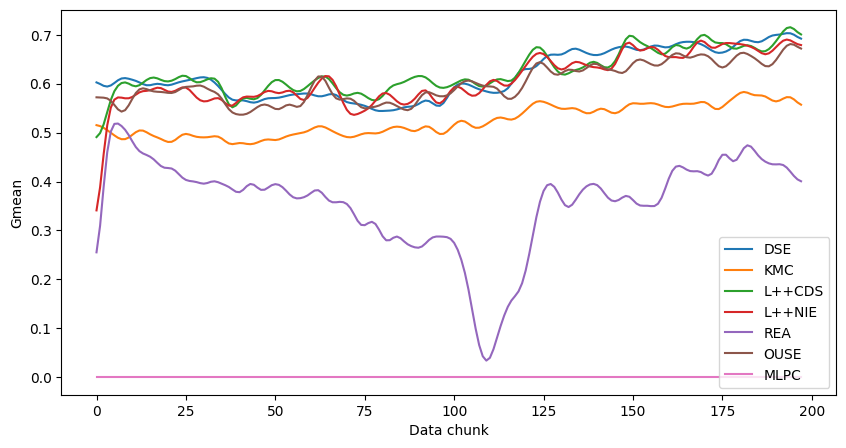 Gmean
0.7
0.6
0.5
0.4
0.3
0.2
0.1
0.0
DSE
KMC
L++CDS
L++NIE
REA
OUSE
MLPC
0 25 50 75 100 125 150 175 200
Data chunk